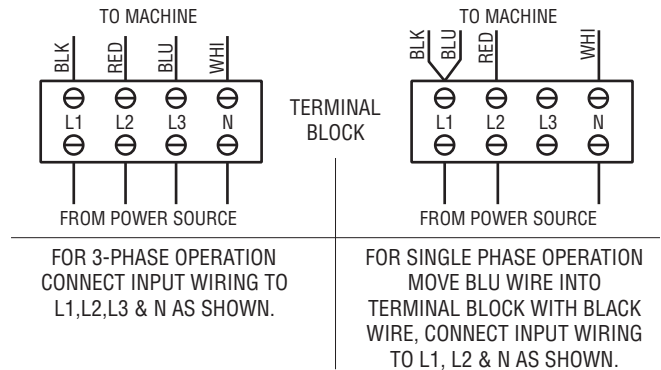 TO MACHINE
BLK RED BLU WHI
L1 L2 L3 N
FROM POWER SOURCE
FOR 3-PHASE OPERATION
CONNECT INPUT WIRING TO
L1,L2,L3 & N AS SHOWN.
TERMINAL
BLOCK
TO MACHINE
BLK BLU RED WHI
L1 L2 L3 N
FROM POWER SOURCE
FOR SINGLE PHASE OPERATION
MOVE BLU WIRE INTO
TERMINAL BLOCK WITH BLACK
WIRE, CONNECT INPUT WIRING
TO L1, L2 & N AS SHOWN.